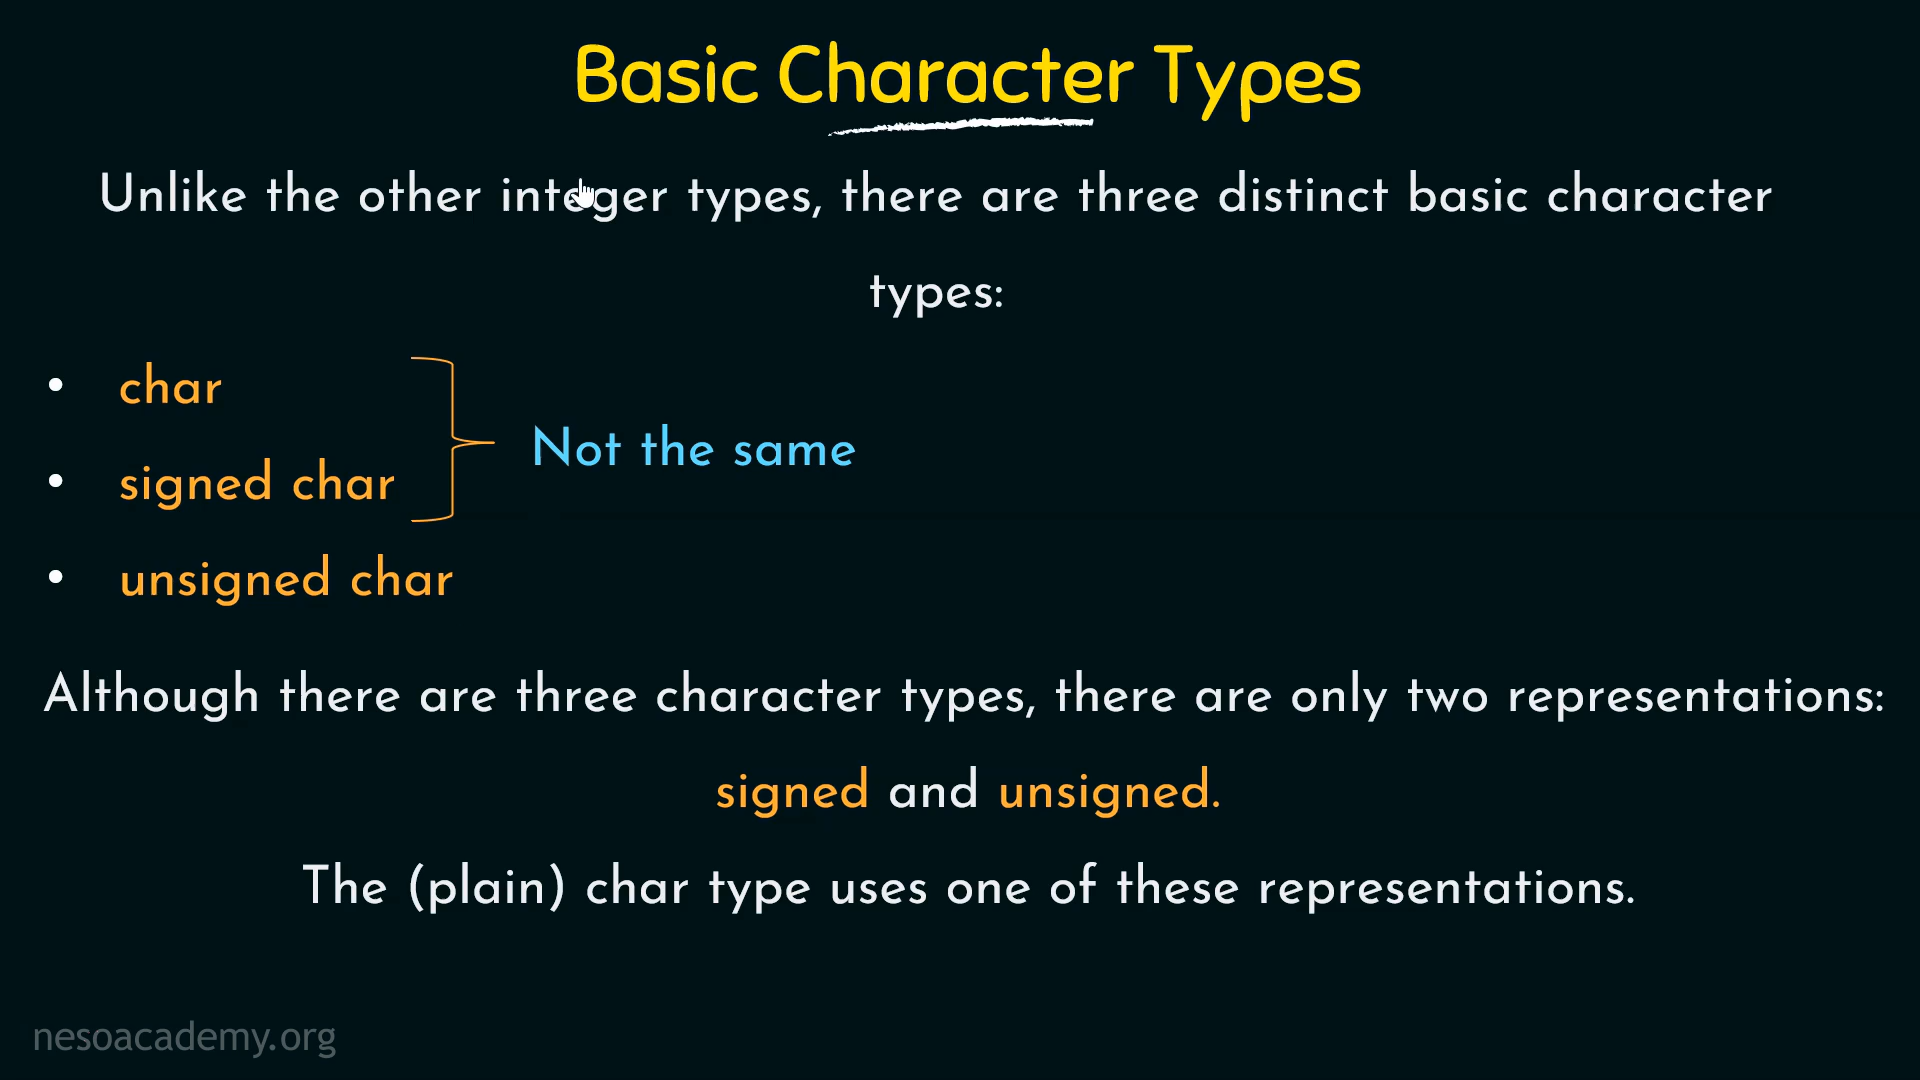 Basic Character Types
Unlike the other integer types, there are three distinct basic character
types:
• char
• signed char
Not the same
• unsigned char
Although there are three character types, there are only two representations:
signed and unsigned.
The (plain) char type uses one of these representations.
nesoacademy.org